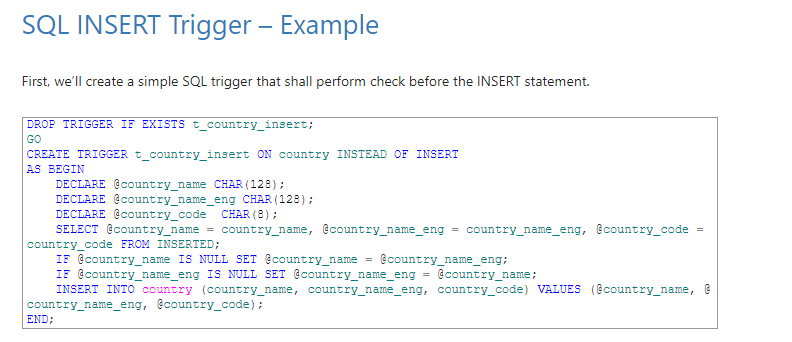 SQL INSERT Trigger – Example
First, we'll create a simple SQL trigger that shall perform check before the INSERT statement.
DROP TRIGGER IF EXISTS t_country_insert;
GO
CREATE TRIGGER t_country_insert ON country INSTEAD OF INSERT
AS BEGIN
    DECLARE @country_name CHAR(128);
    DECLARE @country_name_eng CHAR(128);
    DECLARE @country_code  CHAR(8);
    SELECT @country_name = country_name, @country_name_eng = country_name_eng, @country_code =
country_code FROM INSERTED;
    IF @country_name IS NULL SET @country_name = @country_name_eng;
    IF @country_name_eng IS NULL SET @country_name_eng = @country_name;
    INSERT INTO country (country_name, country_name_eng, country_code) VALUES (@country_name, @
country_name_eng, @country_code);
END;